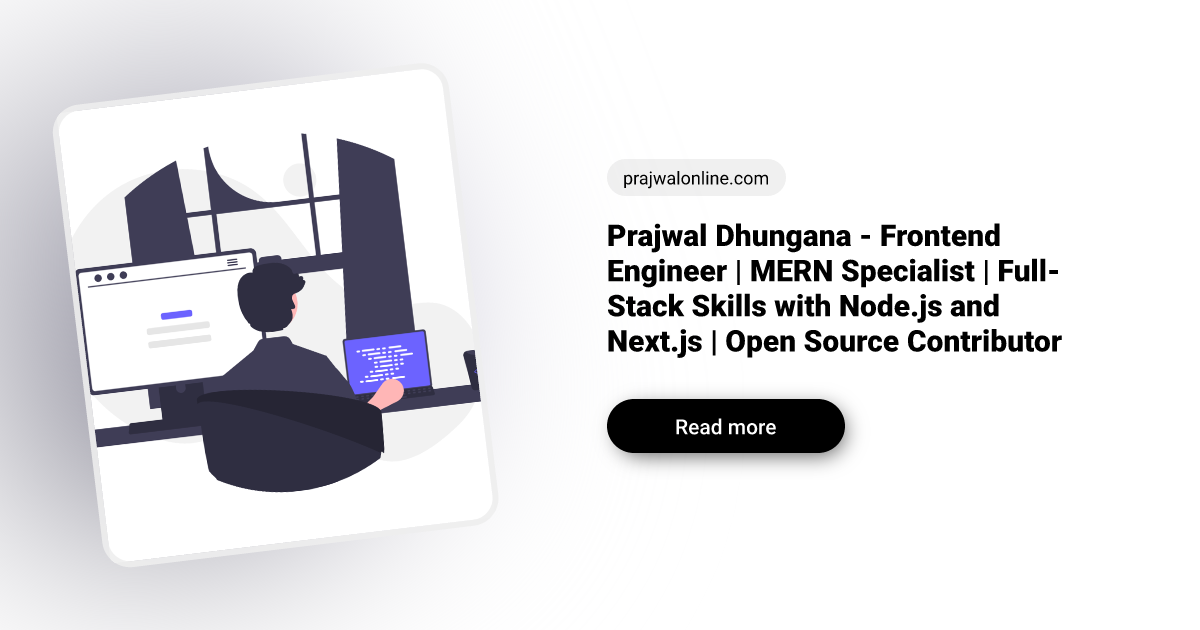 prajwalonline.com
Prajwal Dhungana - Frontend
Engineer | MERN Specialist | Full-
Stack Skills with Node.js and
Next.js | Open Source Contributor
Read more